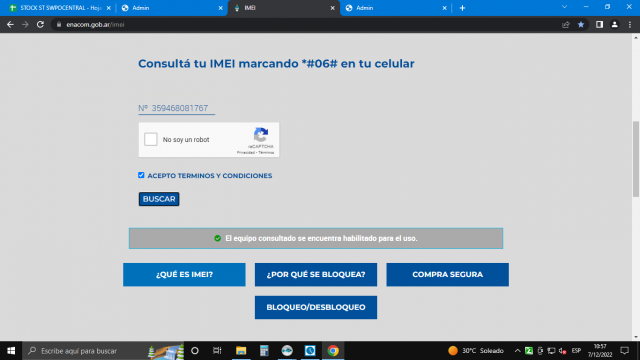 STOCK ST SWPOCENTRAL - Hoja
Admin
IMEI
Admin
enacom.gob.ar/imei
Consultá tu IMEI marcando *#06# en tu celular
Nº 359468081767
No soy un robot
reCAPTCHA
Privacidad • Términos
ACEPTO TERMINOS Y CONDICIONES
BUSCAR
El equipo consultado se encuentra habilitado para el uso.
¿QUÉ ES IMEI?
¿POR QUÉ SE BLOQUEA?
COMPRA SEGURA
BLOQUEO/DESBLOQUEO
Escribe aquí para buscar
30°C Soleado
ESP
10:57
7/12/2022